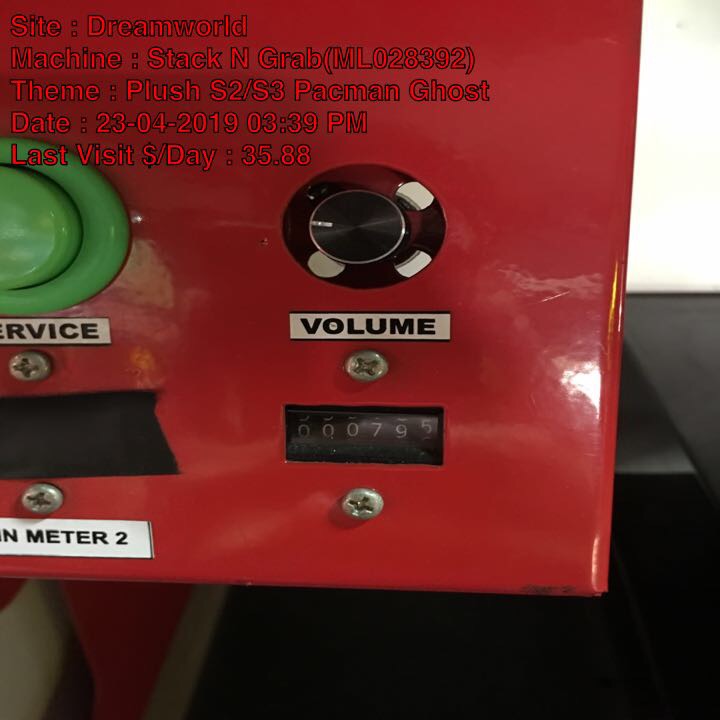 Site : Dreamworld
Machine : Stack N Grab(ML028392)
Theme : Plush S2/S3 Pacman Ghost
Date : 23-04-2019 03:39 PM
Last Visit $/Day : 35.88
ERVICE
VOLUME
000795
IN METER 2